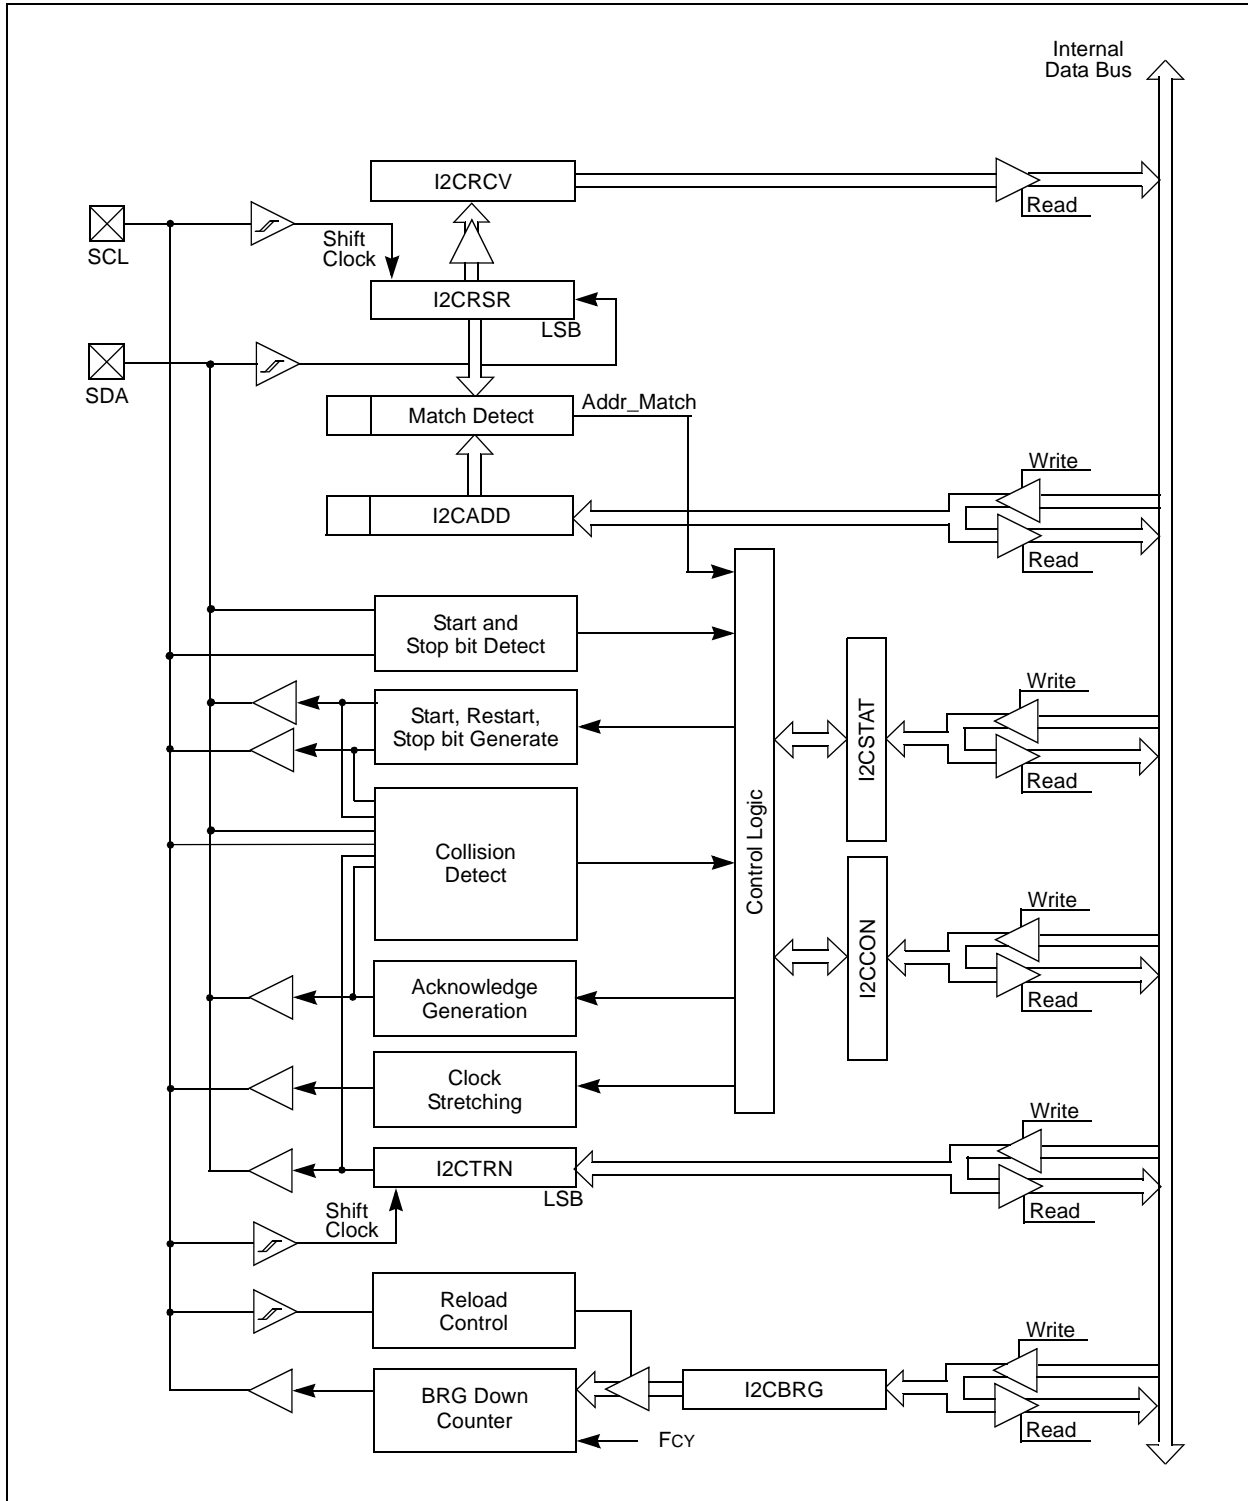 Internal
Data Bus
I2CRCV
Read
SCL
Shift
Clock
I2CRSR
LSB
SDA
Match Detect
Addr_Match
Write
I2CADD
Read
Start and
Stop bit Detect
Start, Restart,
Stop bit Generate
Write
I2CSTAT
Read
Control Logic
Collision
Detect
Write
I2CCON
Read
Acknowledge
Generation
Clock
Stretching
Write
I2CTRN
LSB
Read
Shift
Clock
Reload
Control
Write
I2CBRG
Read
BRG Down
Counter
FCY